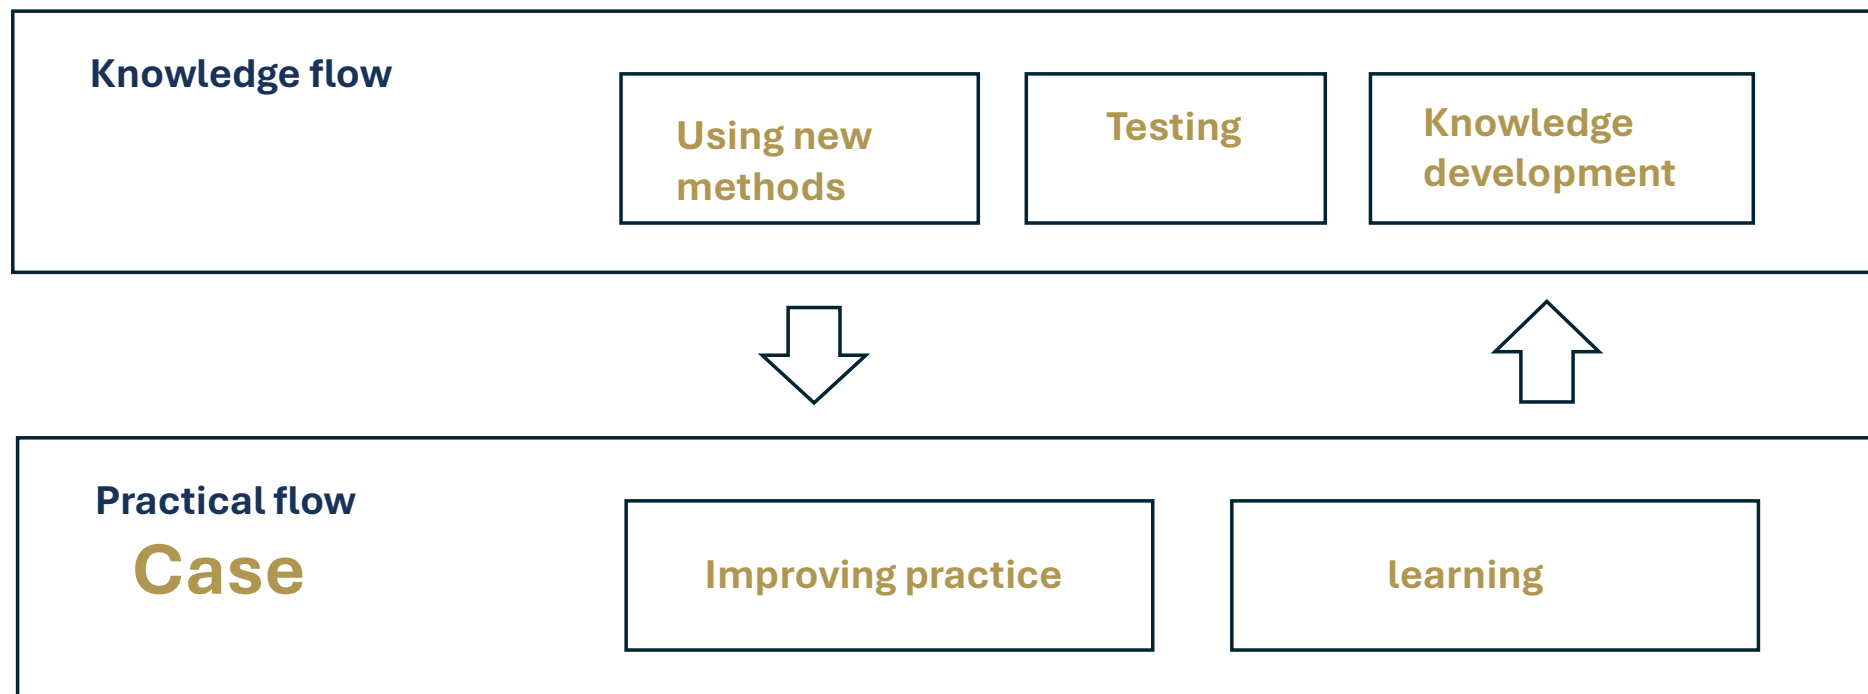 Knowledge flow
Using new
methods
Testing
Knowledge
development
Practical flow
Case
Improving practice
learning